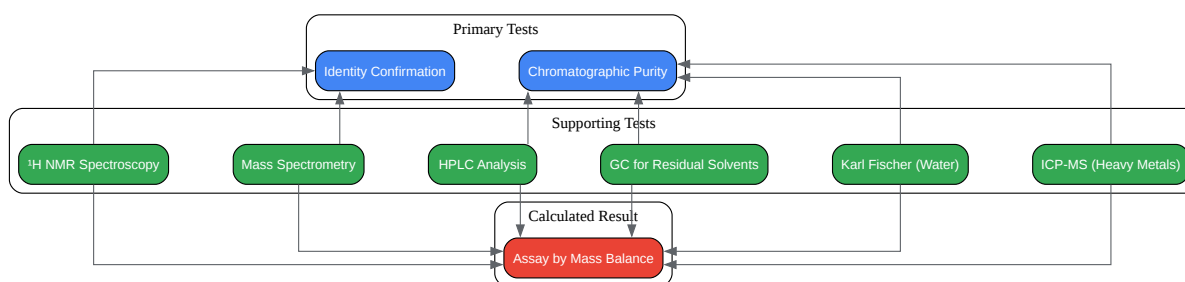 Primary Tests
Identity Confirmation
Chromatographic Purity
Supporting Tests
¹H NMR Spectroscopy
Mass Spectrometry
HPLC Analysis
GC for Residual Solvents
Karl Fischer (Water)
ICP-MS (Heavy Metals)
Calculated Result
Assay by Mass Balance